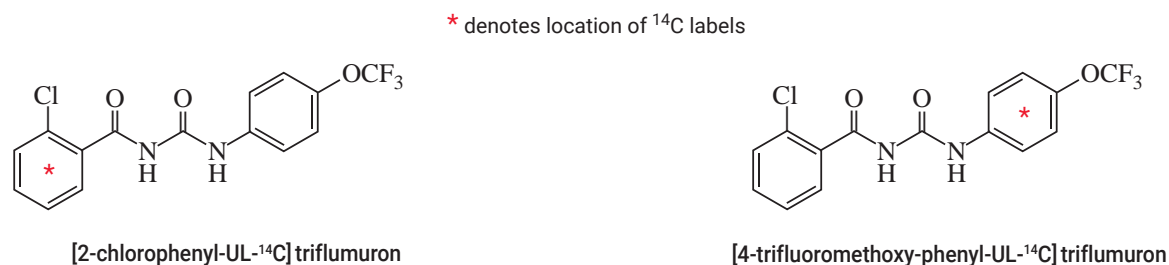 * denotes location of ¹⁴C labels
OCF₃
Cl
O
O
*
N
H
N
H
[2-chlorophenyl-UL-¹⁴C] triflumuron
OCF₃
Cl
O
O
*
N
H
N
H
[4-trifluoromethoxy-phenyl-UL-¹⁴C] triflumuron